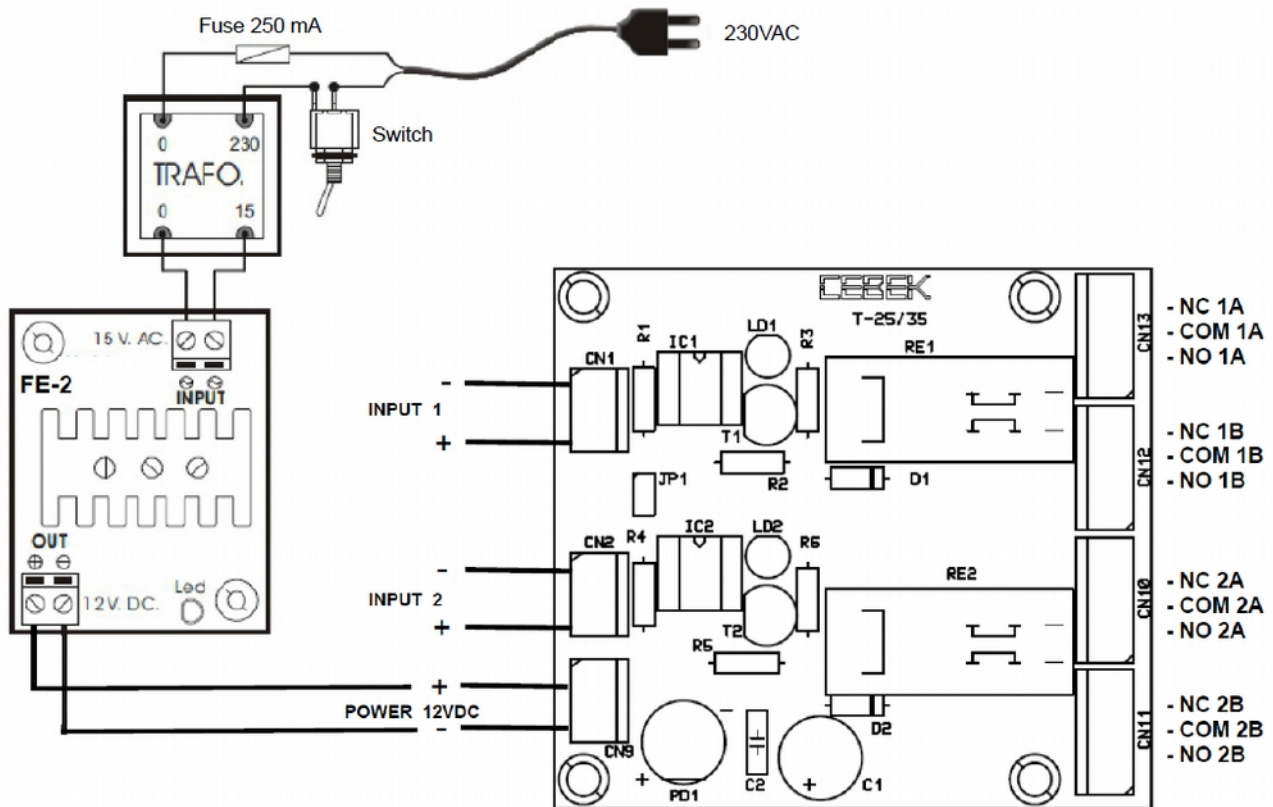 Fuse 250 mA
230VAC
0 230
TRAFO.
0 15
Switch
15 V. AC.
FE-2
INPUT
OUT
12V. DC.
Led
INPUT 1
-
+
INPUT 2
-
+
POWER 12VDC
+
-
CEBEK
T-25/35
R1
IC1
LD1
R3
RE1
CN13
CN1
T1
R2
D1
JP1
CN12
R4
IC2
LD2
R6
RE2
CN10
CN2
T2
R5
D2
CN11
CN9
-
+
PD1
C2
+
C1
- NC 1A
- COM 1A
- NO 1A
- NC 1B
- COM 1B
- NO 1B
- NC 2A
- COM 2A
- NO 2A
- NC 2B
- COM 2B
- NO 2B